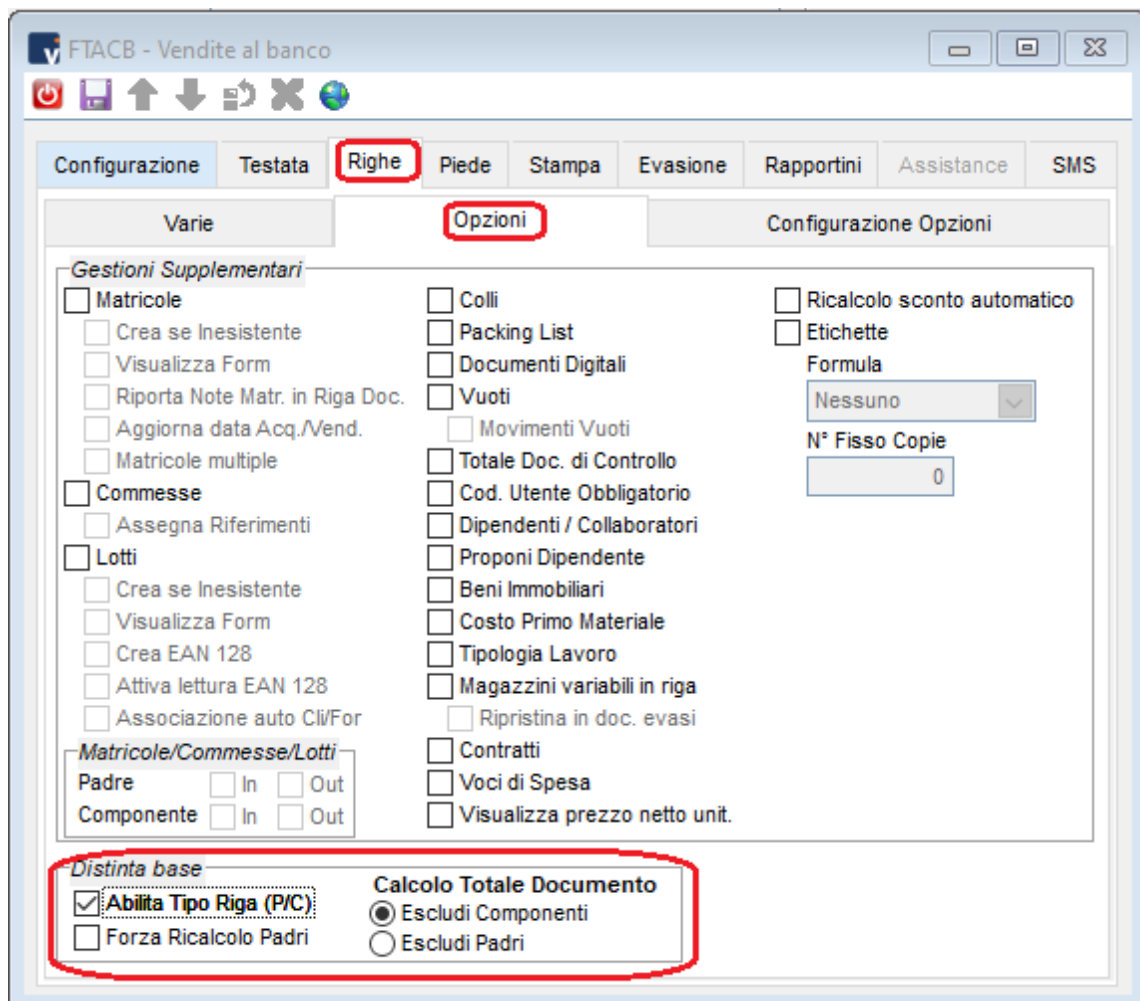 FTACB - Vendite al banco
Configurazione Testata Righe Piede Stampa Evasione Rapportini Assistance SMS
Varie Opzioni Configurazione Opzioni
Gestioni Supplementari
Matricole
Crea se Inesistente
Visualizza Form
Riporta Note Matr. in Riga Doc.
Aggiorna data Acq./Vend.
Matricole multiple
Commesse
Assegna Riferimenti
Lotti
Crea se Inesistente
Visualizza Form
Crea EAN 128
Attiva lettura EAN 128
Associazione auto Cli/For
Matricole/Commesse/Lotti
Padre In Out
Componente In Out
Colli
Packing List
Documenti Digitali
Vuoti
Movimenti Vuoti
Totale Doc. di Controllo
Cod. Utente Obbligatorio
Dipendenti / Collaboratori
Proponi Dipendente
Beni Immobiliari
Costo Primo Materiale
Tipologia Lavoro
Magazzini variabili in riga
Ripristina in doc. evasi
Contratti
Voci di Spesa
Visualizza prezzo netto unit.
Ricalcolo sconto automatico
Etichette
Formula
Nessuno
N° Fisso Copie
0
Distinta base
Abilita Tipo Riga (P/C)
Forza Ricalcolo Padri
Calcolo Totale Documento
Escludi Componenti
Escludi Padri